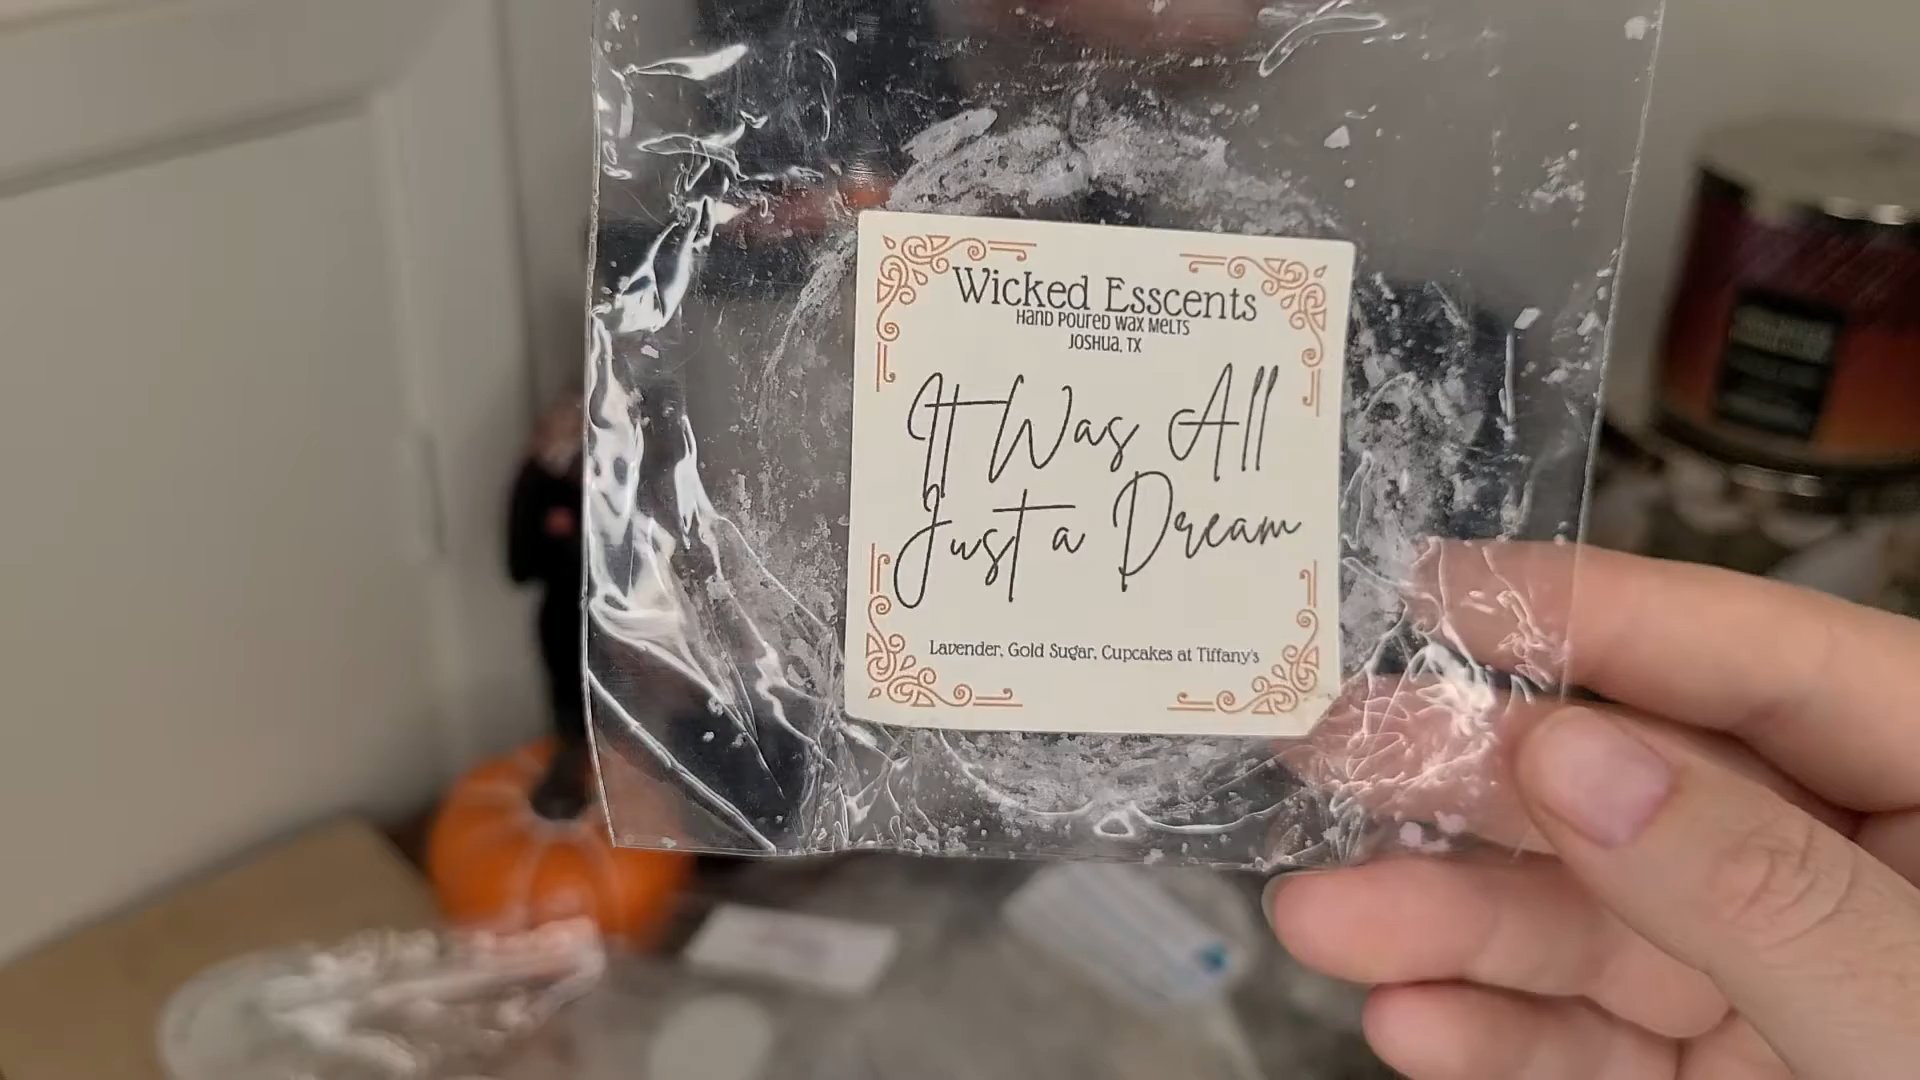 Wicked Esscents
Hand Poured Wax Melts
Joshua, TX
It Was All
Just a Dream
Lavender, Gold Sugar, Cupcakes at Tiffany's